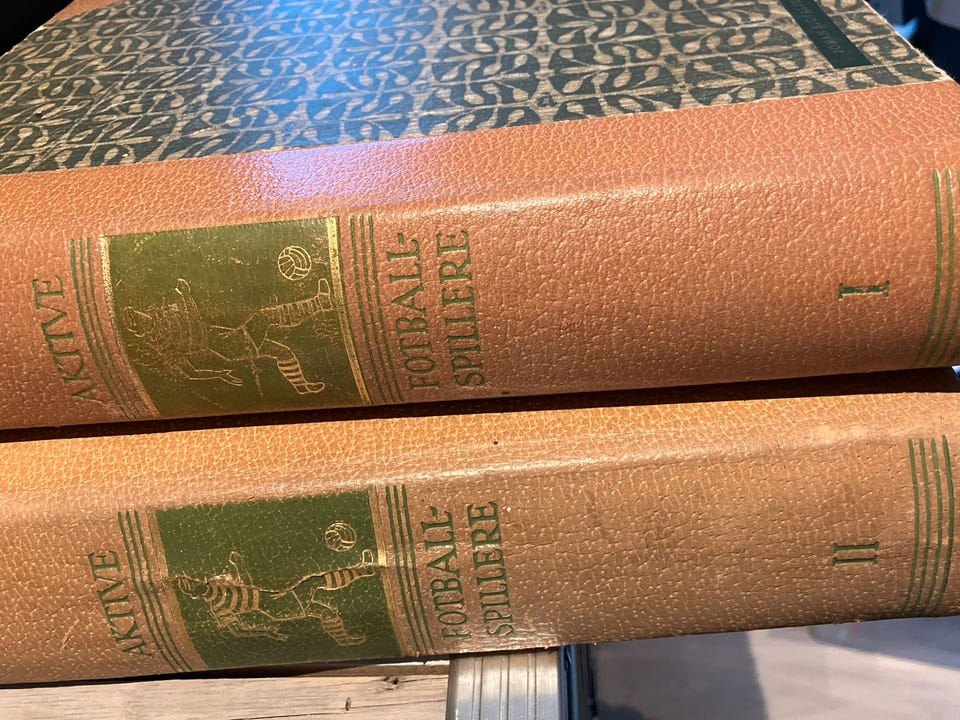 AKTIVE
FOTBALL-
SPILLERE
I
AKTIVE
FOTBALL-
SPILLERE
II